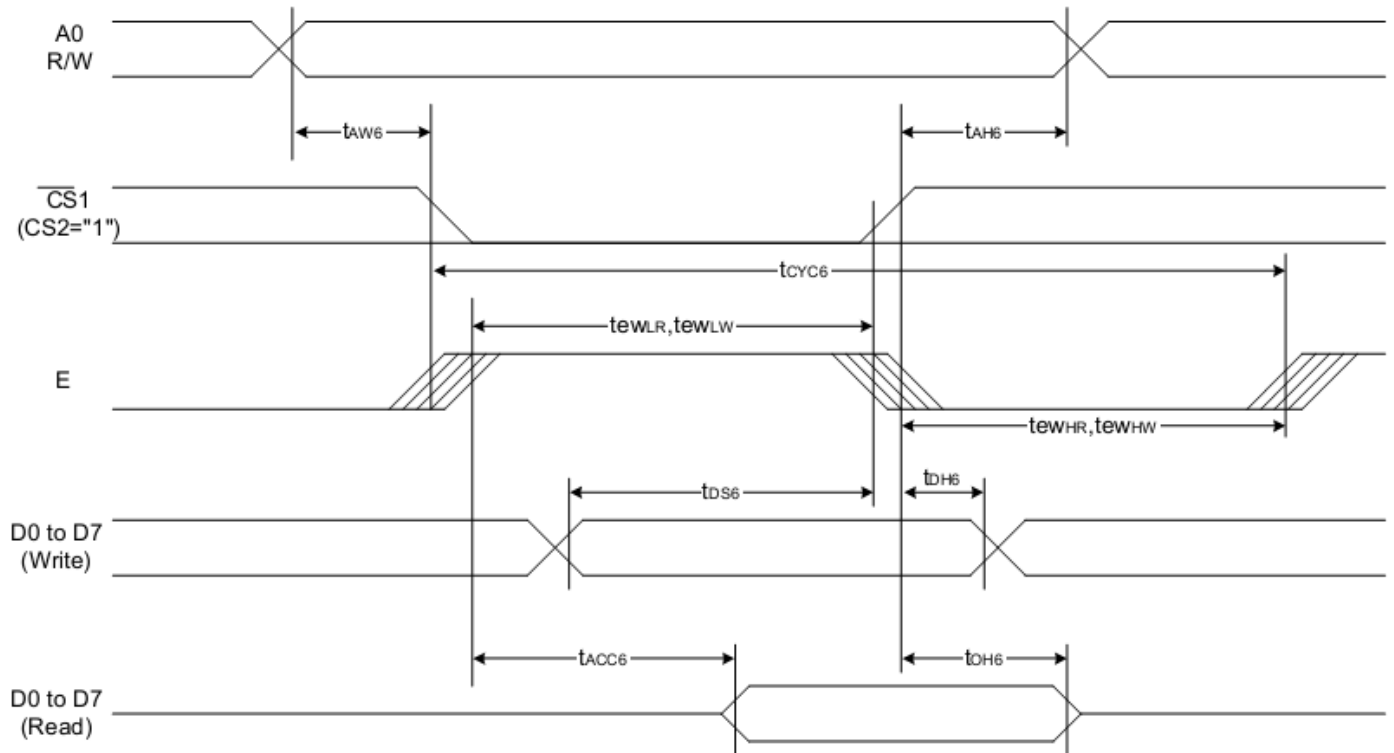 A0
R/W
tAW6
tAH6
CS1
(CS2="1")
tCYC6
tewLR,tewLW
E
tewHR,tewHW
tDS6
tDH6
D0 to D7
(Write)
tACC6
tOH6
D0 to D7
(Read)